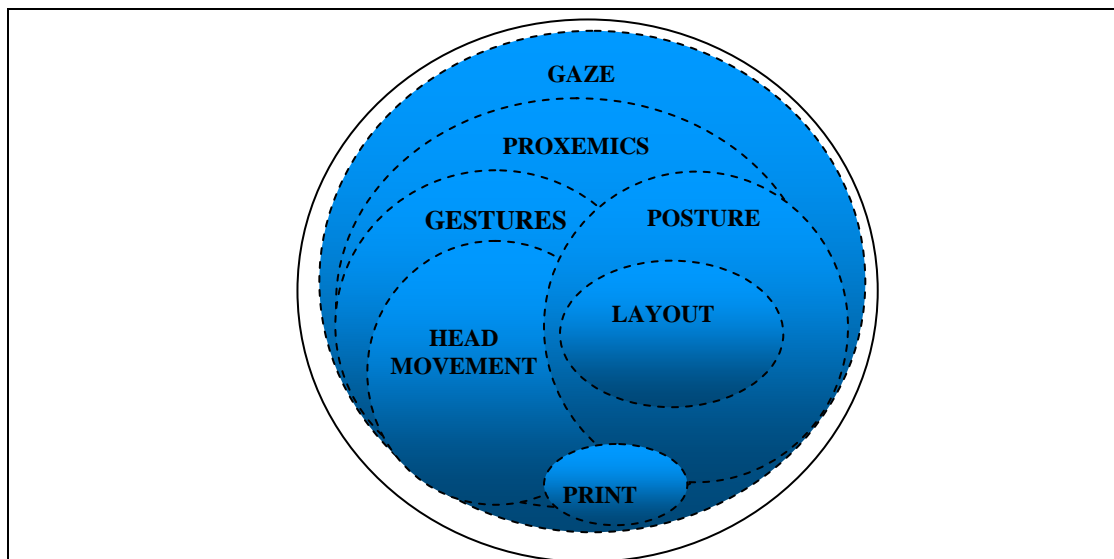 GAZE
PROXEMICS
GESTURES
POSTURE
LAYOUT
HEAD
MOVEMENT
PRINT